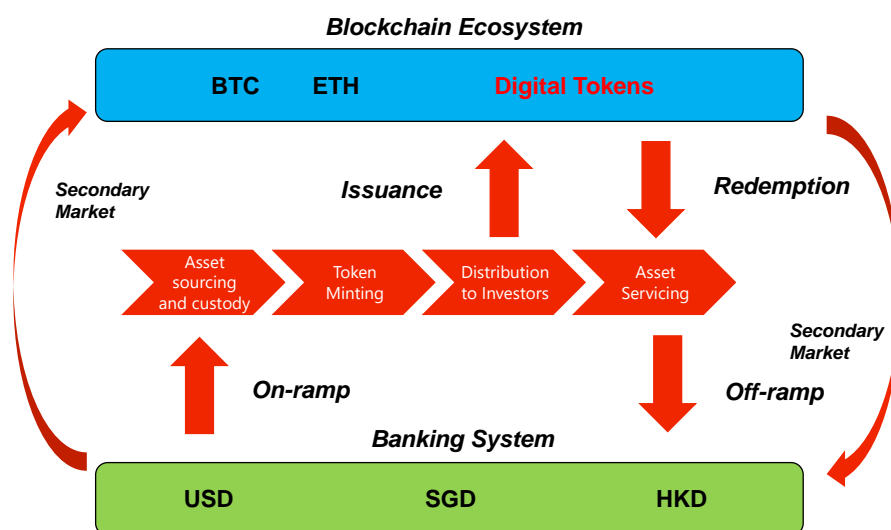 Blockchain Ecosystem
BTC ETH Digital Tokens
Secondary
Market
Issuance
Redemption
Asset
sourcing
and custody
Token
Minting
Distribution
to Investors
Asset
Servicing
Secondary
Market
On-ramp
Off-ramp
Banking System
USD SGD HKD